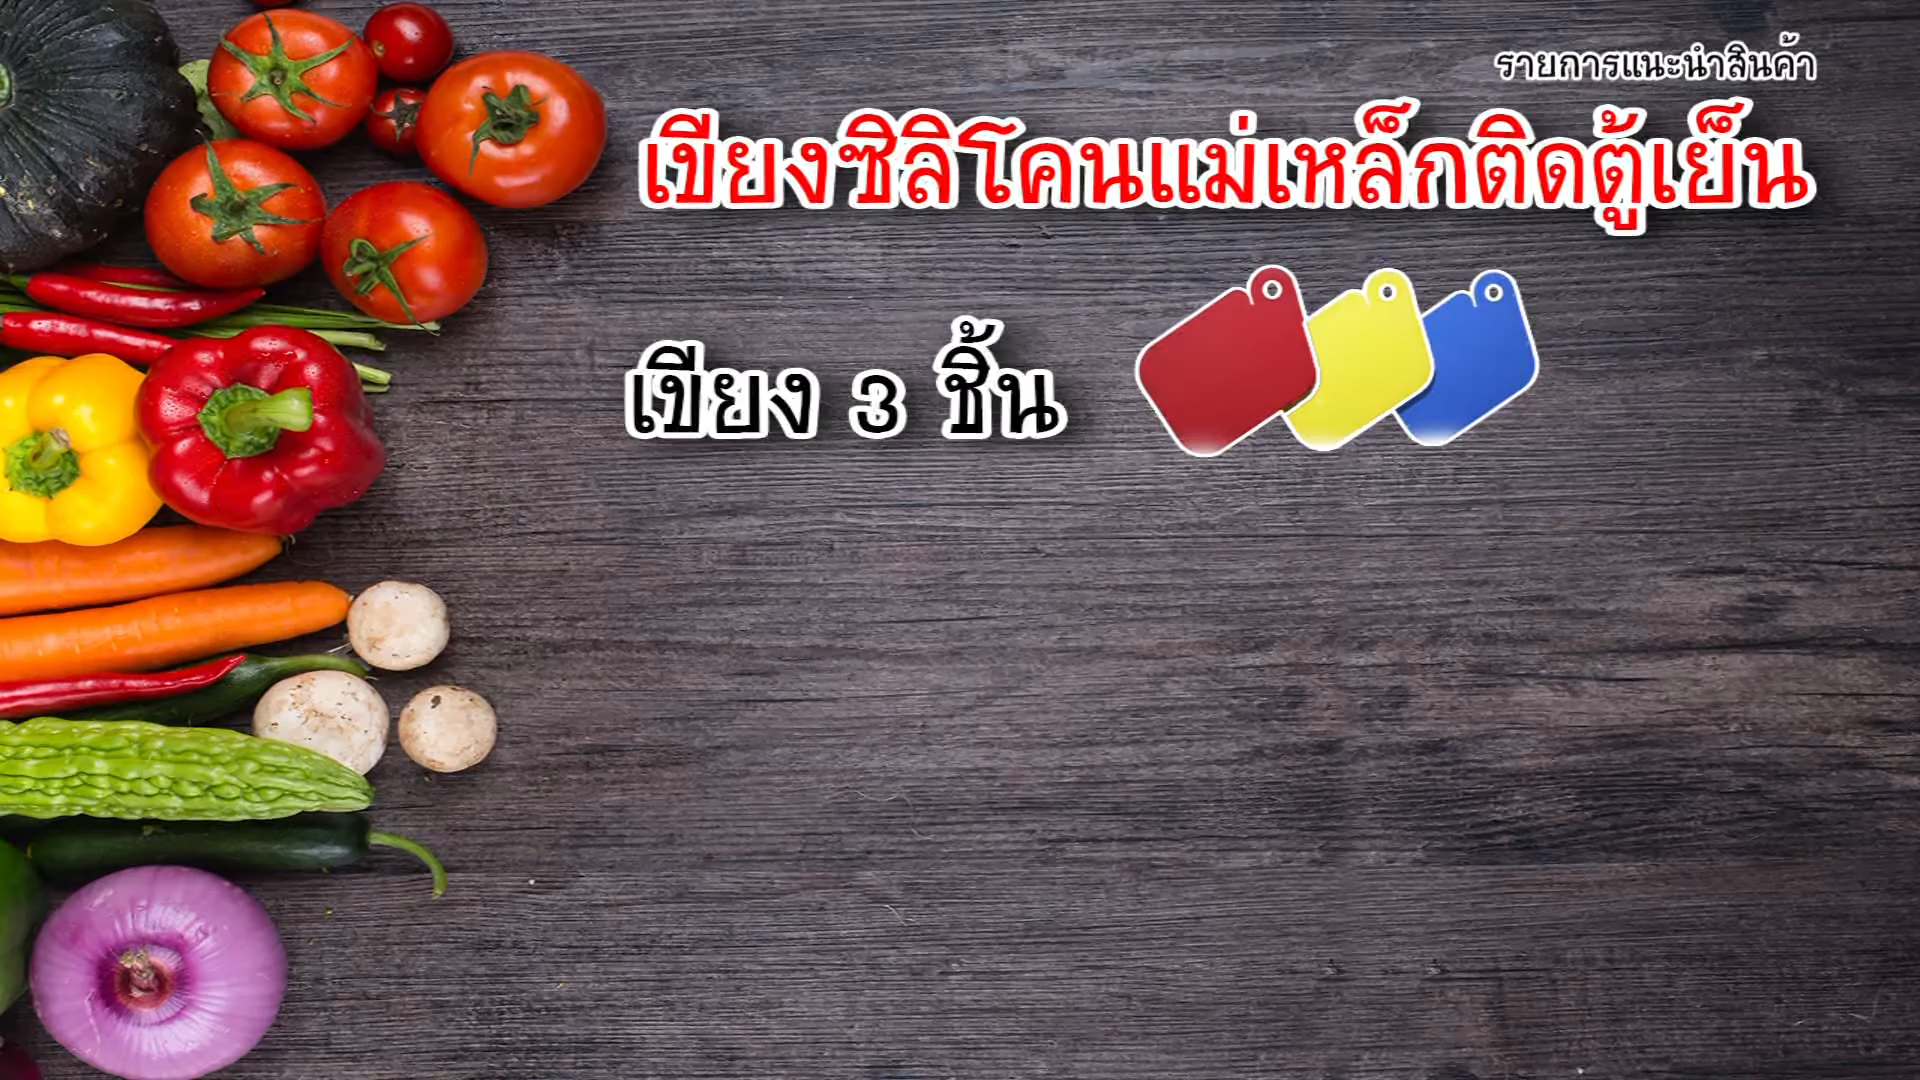 รายการแนะนำสินค้า
เขียงซิลิโคนแม่เหล็กติดตู้เย็น
เขียง 3 ชิ้น